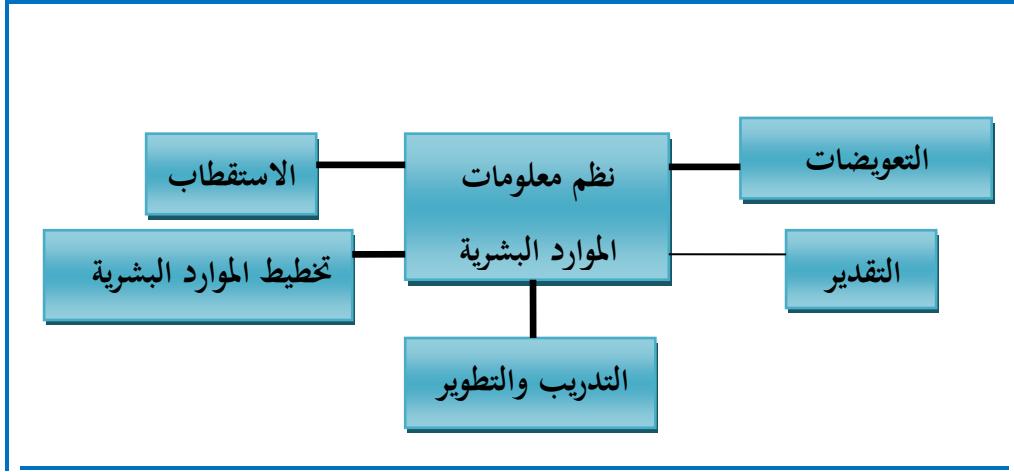 التعويضات
نظم معلومات
الموارد البشرية
الاستقطاب
التقدير
تخطيط الموارد البشرية
التدريب والتطوير